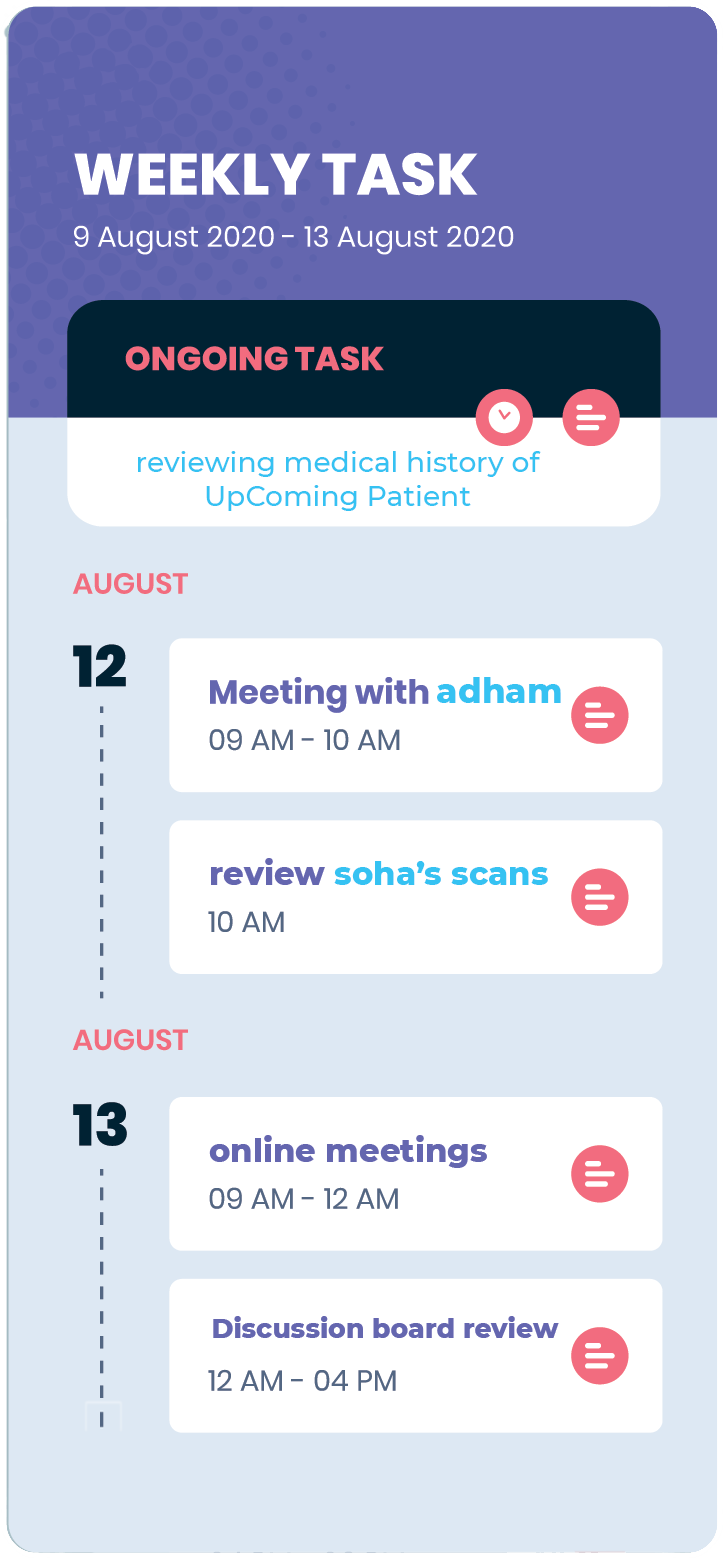 WEEKLY TASK
9 August 2020 - 13 August 2020
ONGOING TASK
reviewing medical history of
UpComing Patient
AUGUST
12
Meeting with adham
09 AM - 10 AM
review soha's scans
10 AM
AUGUST
13
online meetings
09 AM - 12 AM
Discussion board review
12 AM - 04 PM